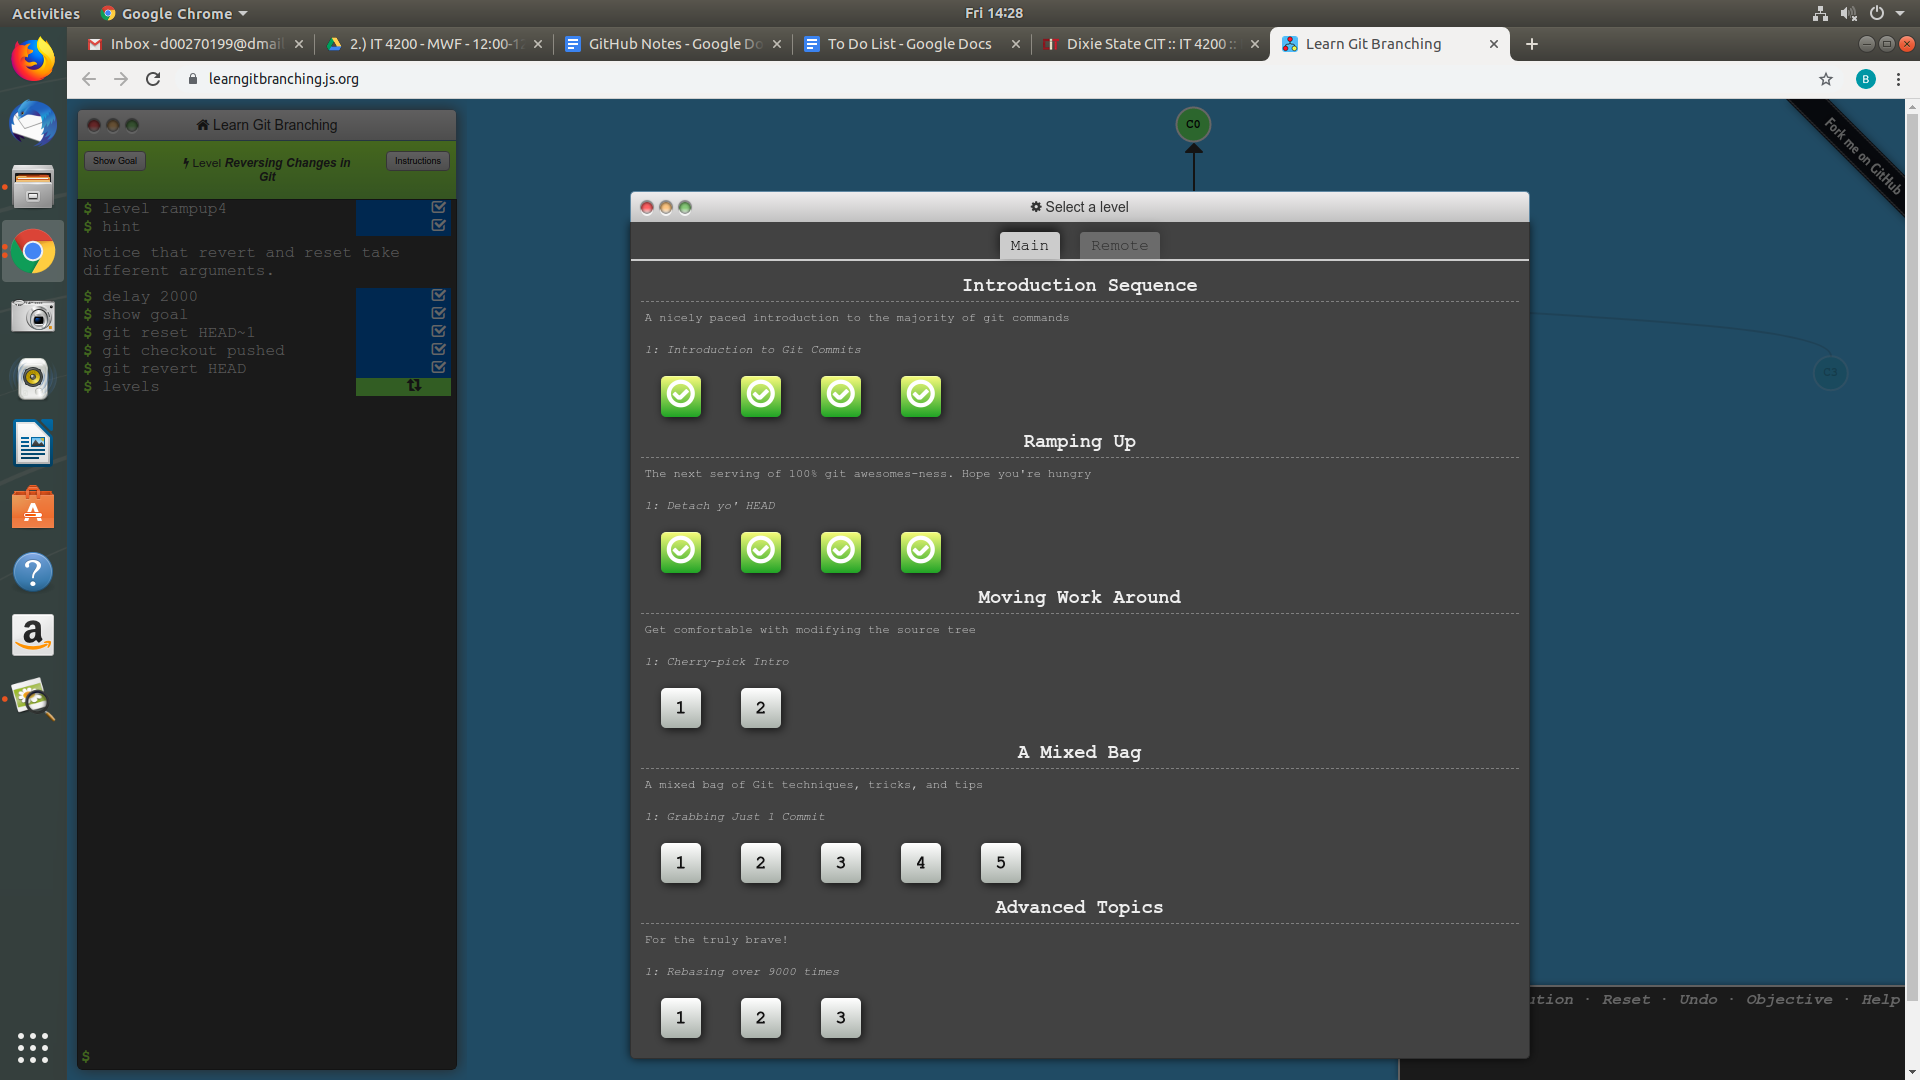 Activities
Google Chrome
Fri 14:28
Inbox - d00270199@dmai
2.) IT 4200 - MWF - 12:00-12
GitHub Notes - Google Do
To Do List - Google Docs
Dixie State CIT :: IT 4200 ::
Learn Git Branching
learngitbranching.js.org
B
Learn Git Branching
Show Goal
Level Reversing Changes in
Git
Instructions
$ level rampup4
$ hint
Notice that revert and reset take
different arguments.
$ delay 2000
$ show goal
$ git reset HEAD~1
$ git checkout pushed
$ git revert HEAD
$ levels
$
C0
C3
Fork me on GitHub
Select a level
Main
Remote
Introduction Sequence
A nicely paced introduction to the majority of git commands
1: Introduction to Git Commits
Ramping Up
The next serving of 100% git awesomes-ness. Hope you're hungry
1: Detach yo' HEAD
Moving Work Around
Get comfortable with modifying the source tree
1: Cherry-pick Intro
1 2
A Mixed Bag
A mixed bag of Git techniques, tricks, and tips
1: Grabbing Just 1 Commit
1 2 3 4 5
Advanced Topics
For the truly brave!
1: Rebasing over 9000 times
1 2 3
ution · Reset · Undo · Objective · Help